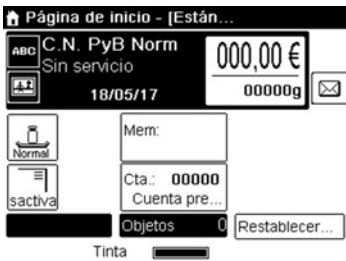 Página de inicio - [Están...
ABC
C.N. PyB Norm
Sin servicio
18/05/17
000,00 €
00000g
Normal
Mem:
sactiva
Cta.: 00000
Cuenta pre...
Objetos 0
Restablecer...
Tinta